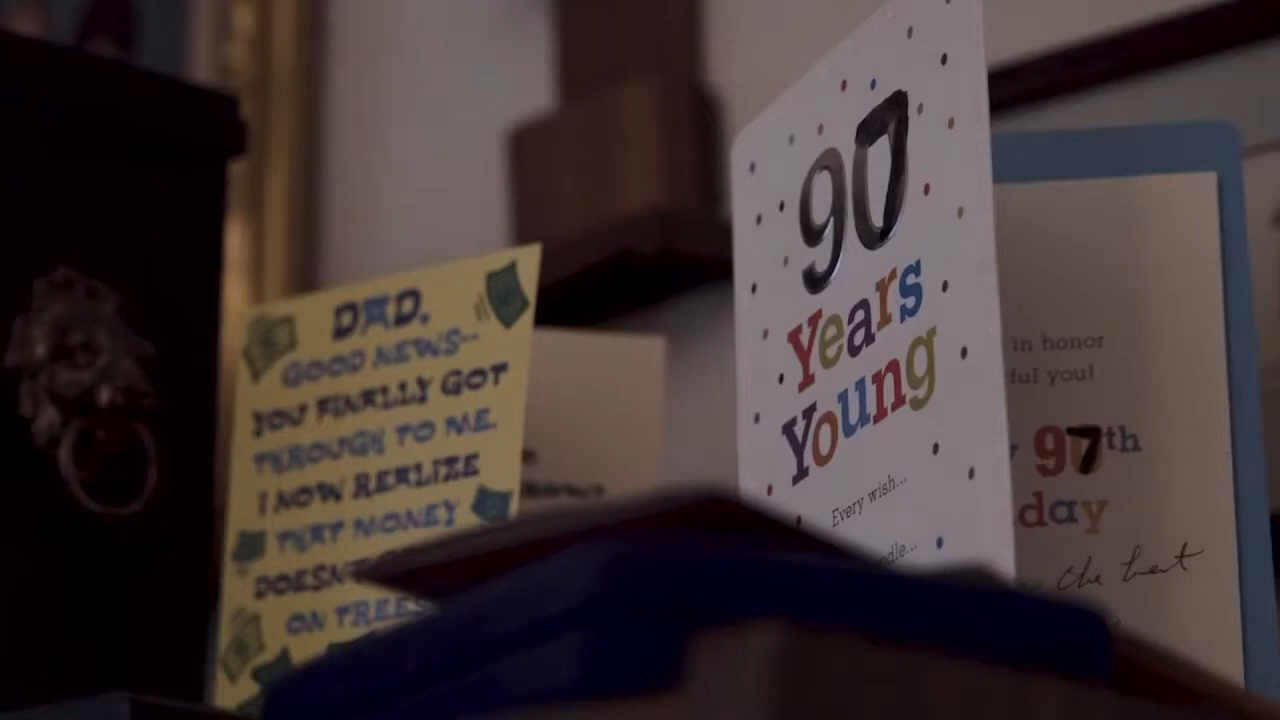 DAD,
GOOD NEWS--
YOU FINALLY GOT
THROUGH TO ME.
I NOW REALIZE
THAT MONEY
DOESN'T
ON TREES
97
Years
Young
Every wish...
in honor
you!
97th
day
the best